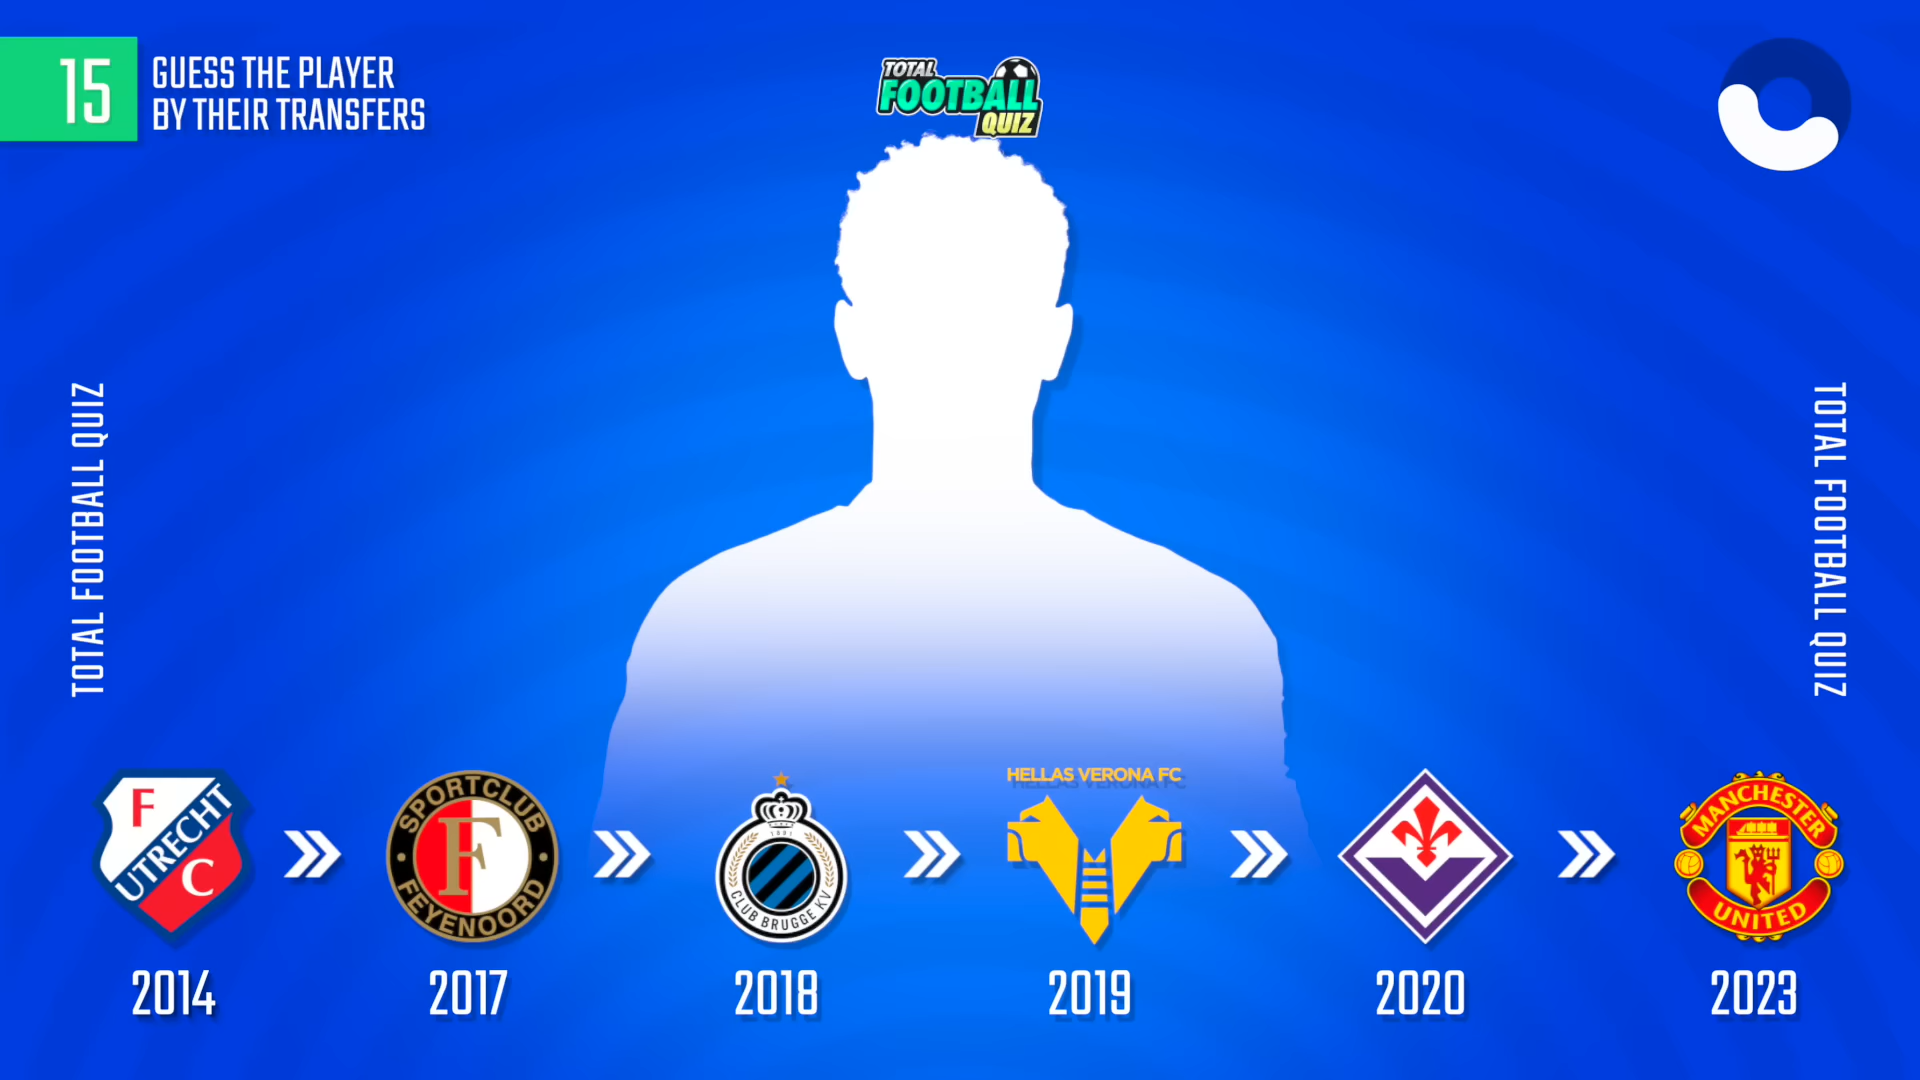 15
GUESS THE PLAYER
BY THEIR TRANSFERS
TOTAL
FOOTBALL
QUIZ
TOTAL FOOTBALL QUIZ
TOTAL FOOTBALL QUIZ
F
UTRECHT
C
SPORTCLUB
F
FEYENOORD
1891
CLUB BRUGGE KV
HELLAS VERONA FC
MANCHESTER
UNITED
2014
2017
2018
2019
2020
2023